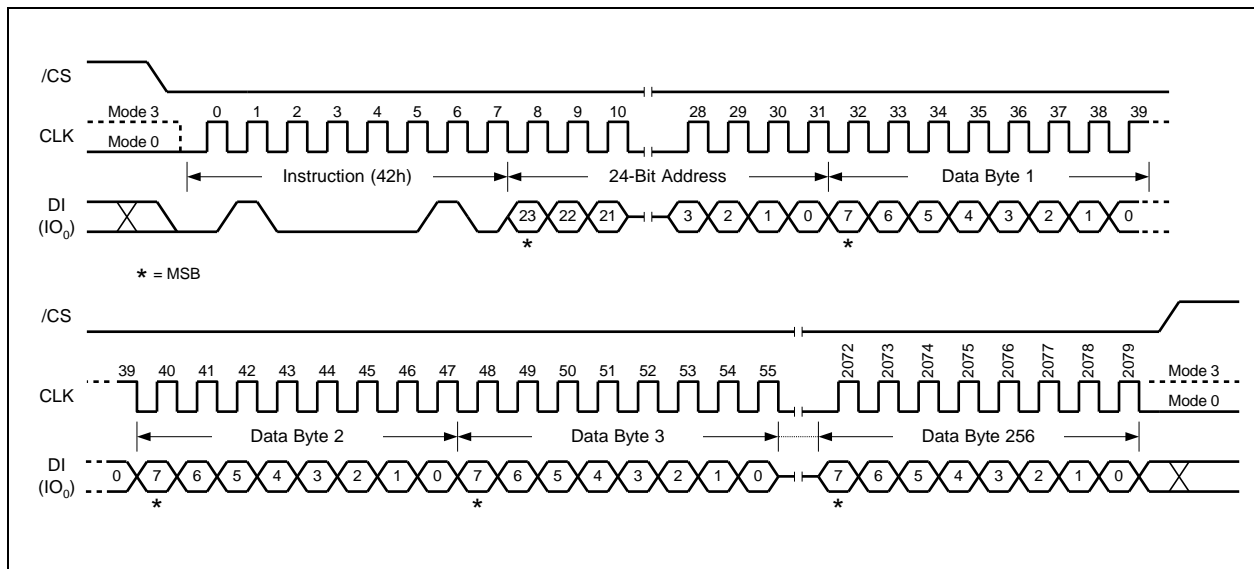 /CS
Mode 3
0 1 2 3 4 5 6 7 8 9 10 28 29 30 31 32 33 34 35 36 37 38 39
CLK
Mode 0
Instruction (42h) 24-Bit Address Data Byte 1
DI
(IO0)
23 22 21 3 2 1 0 7 6 5 4 3 2 1 0
* *
* = MSB
/CS
39 40 41 42 43 44 45 46 47 48 49 50 51 52 53 54 55 2072 2073 2074 2075 2076 2077 2078 2079
Mode 3
CLK
Mode 0
Data Byte 2 Data Byte 3 Data Byte 256
DI
(IO0)
0 7 6 5 4 3 2 1 0 7 6 5 4 3 2 1 0 7 6 5 4 3 2 1 0
* * *